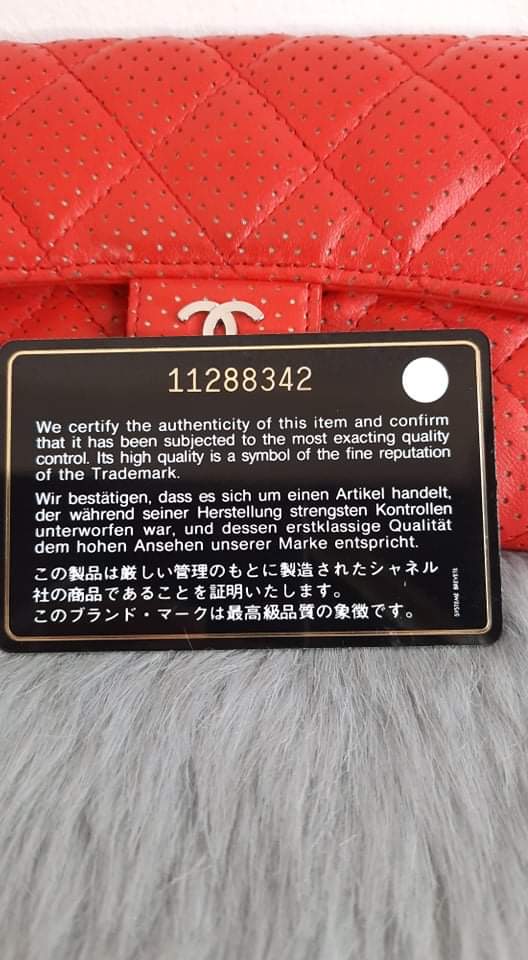 11288342
We certify the authenticity of this item and confirm
that it has been subjected to the most exacting quality
control. Its high quality is a symbol of the fine reputation
of the Trademark.
Wir bestätigen, dass es sich um einen Artikel handelt,
der während seiner Herstellung strengsten Kontrollen
unterworfen war, und dessen erstklassige Qualität
dem hohen Ansehen unserer Marke entspricht.
この製品は厳しい管理のもとに製造されたシャネル
社の商品であることを証明いたします。
このブランド・マークは最高級品質の象徴です。
SYSTEME BREVETE